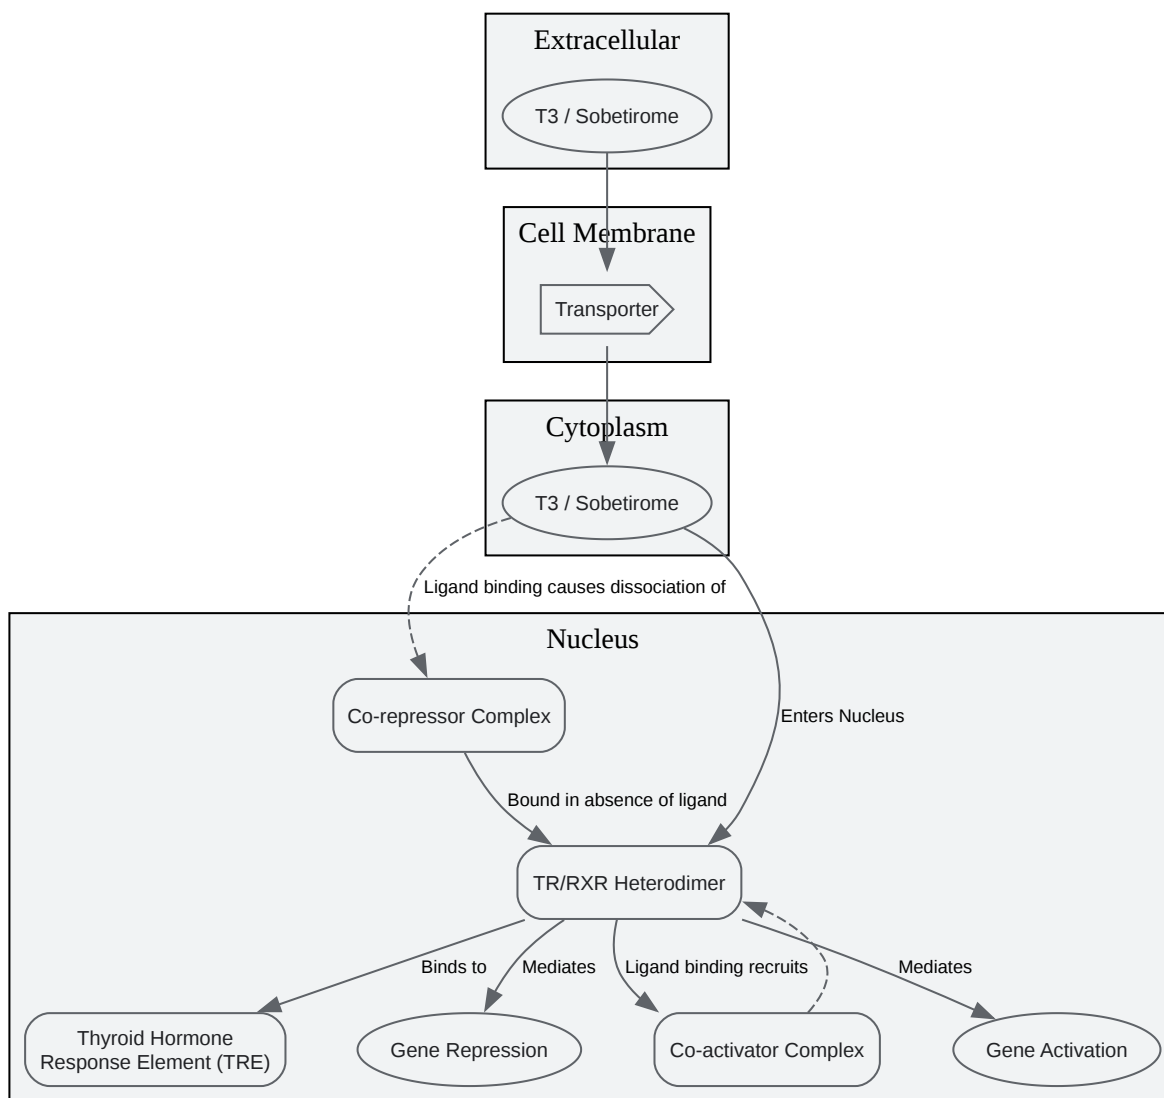 Extracellular
T3 / Sobetirome
Cell Membrane
Transporter
Cytoplasm
T3 / Sobetirome
Ligand binding causes dissociation of
Nucleus
Co-repressor Complex
Enters Nucleus
Bound in absence of ligand
TR/RXR Heterodimer
Binds to
Mediates
Ligand binding recruits
Mediates
Thyroid Hormone
Response Element (TRE)
Gene Repression
Co-activator Complex
Gene Activation